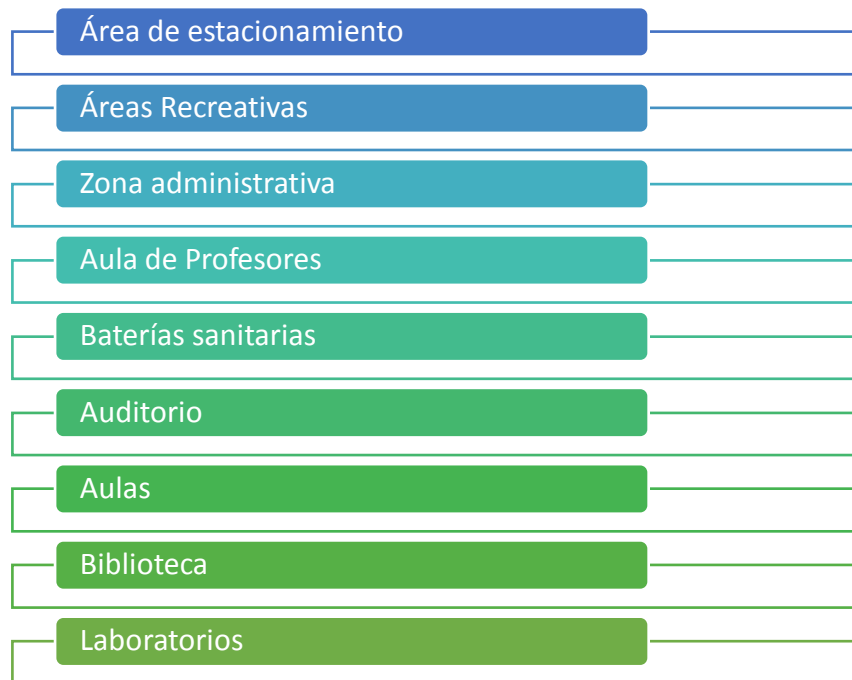 Área de estacionamiento
Áreas Recreativas
Zona administrativa
Aula de Profesores
Baterías sanitarias
Auditorio
Aulas
Biblioteca
Laboratorios